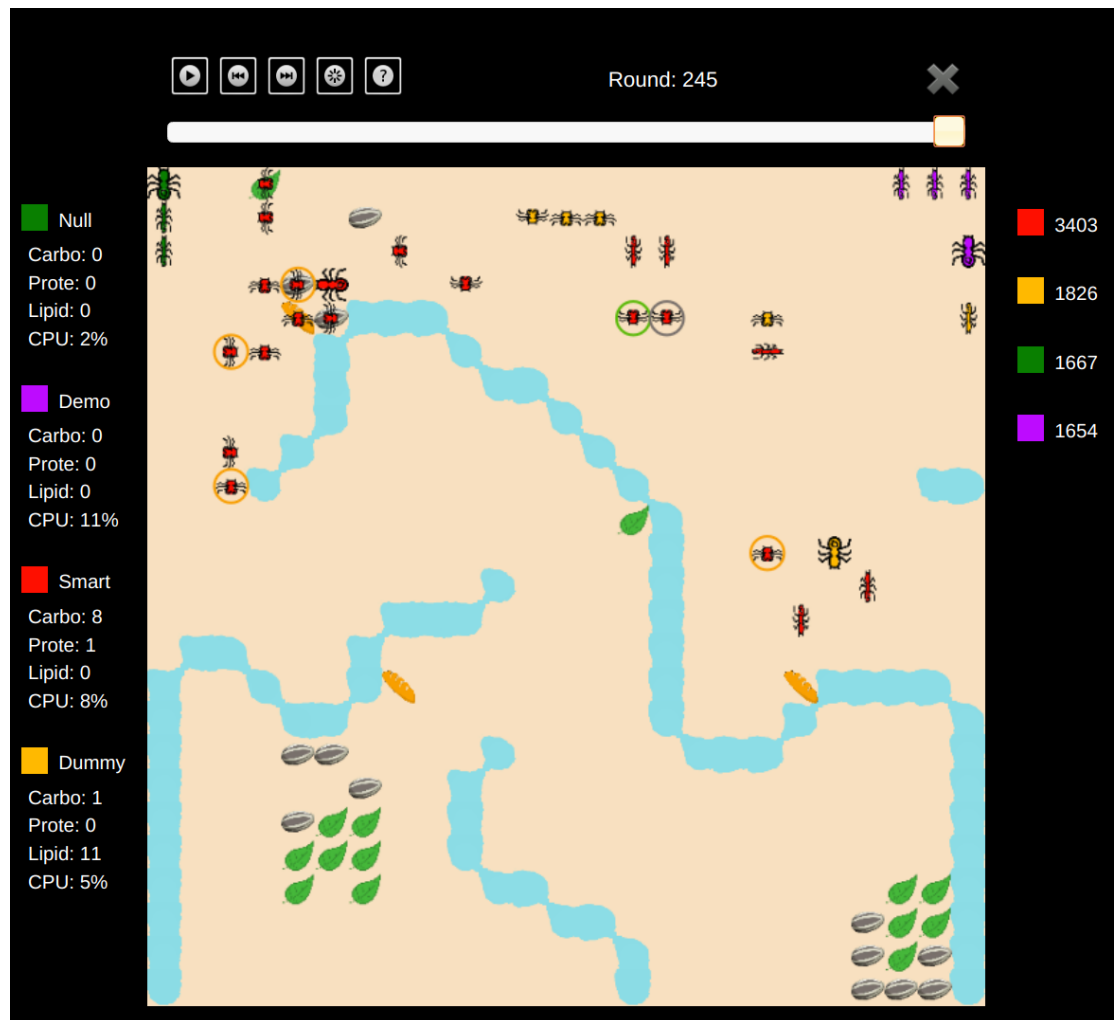 ?
Round: 245
Null
Carbo: 0
Prote: 0
Lipid: 0
CPU: 2%
Demo
Carbo: 0
Prote: 0
Lipid: 0
CPU: 11%
Smart
Carbo: 8
Prote: 1
Lipid: 0
CPU: 8%
Dummy
Carbo: 1
Prote: 0
Lipid: 11
CPU: 5%
3403
1826
1667
1654